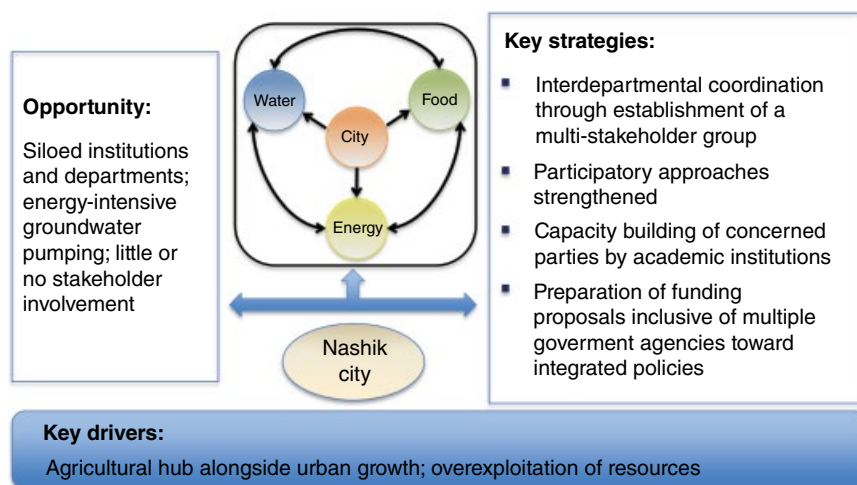 Opportunity:
Siloed institutions
and departments;
energy-intensive
groundwater
pumping; little or
no stakeholder
involvement
Water
Food
City
Energy
Nashik
city
Key strategies:
Interdepartmental coordination
through establishment of a
multi-stakeholder group
Participatory approaches
strengthened
Capacity building of concerned
parties by academic institutions
Preparation of funding
proposals inclusive of multiple
goverment agencies toward
integrated policies
Key drivers:
Agricultural hub alongside urban growth; overexploitation of resources